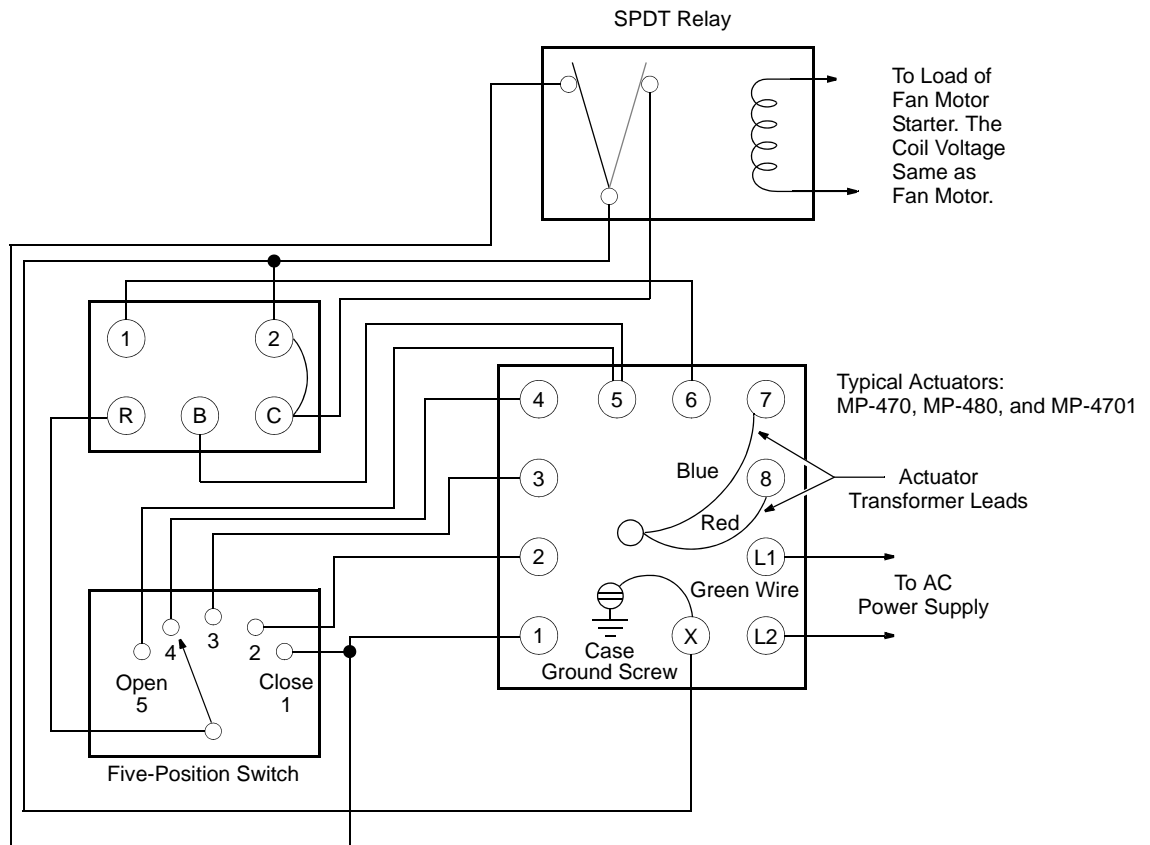 SPDT Relay
To Load of
Fan Motor
Starter. The
Coil Voltage
Same as
Fan Motor.
1
2
R
B
C
4
5
6
7
Typical Actuators:
MP-470, MP-480, and MP-4701
3
Blue
8
Actuator
Transformer Leads
Red
2
L1
Green Wire
To AC
Power Supply
1
X
L2
Case
Ground Screw
4
3
2
Open
5
Close
1
Five-Position Switch